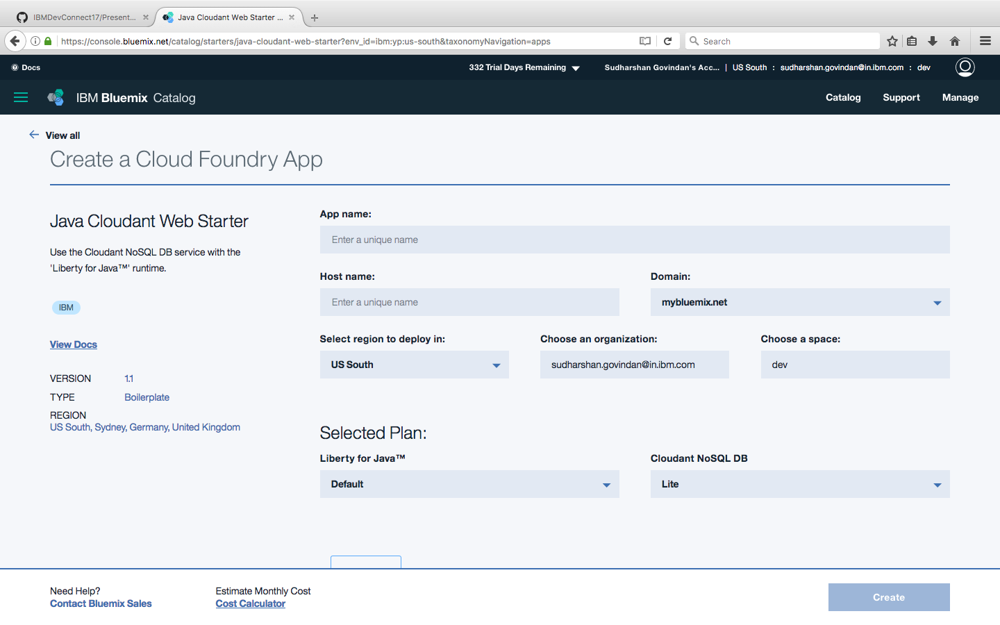 IBMDevConnect17/Present...
Java Cloudant Web Starter ...
https://console.bluemix.net/catalog/starters/java-cloudant-web-starter?env_id=ibm:yp:us-south&taxonomyNavigation=apps
Search
Docs
332 Trial Days Remaining
Sudharshan Govindan's Acc... | US South : sudharshan.govindan@in.ibm.com : dev
IBM Bluemix Catalog
Catalog
Support
Manage
View all
Create a Cloud Foundry App
Java Cloudant Web Starter
Use the Cloudant NoSQL DB service with the
'Liberty for Java™' runtime.
IBM
View Docs
VERSION 1.1
TYPE Boilerplate
REGION
US South, Sydney, Germany, United Kingdom
App name:
Enter a unique name
Host name:
Enter a unique name
Domain:
mybluemix.net
Select region to deploy in:
US South
Choose an organization:
sudharshan.govindan@in.ibm.com
Choose a space:
dev
Selected Plan:
Liberty for Java™
Default
Cloudant NoSQL DB
Lite
Need Help?
Contact Bluemix Sales
Estimate Monthly Cost
Cost Calculator
Create